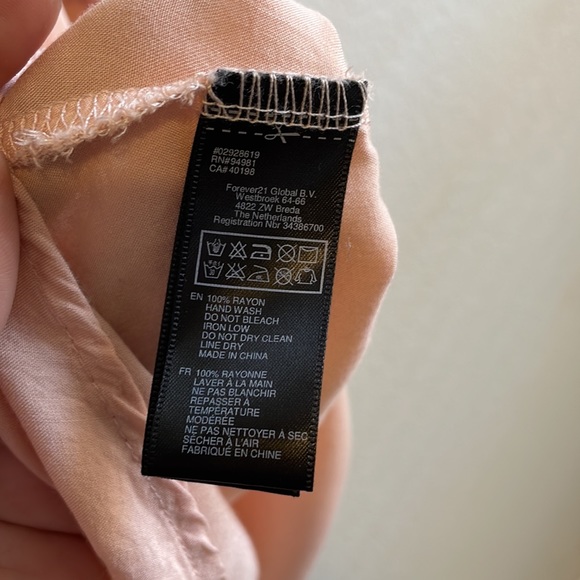 #02928619
RN#94981
CA#40198
Forever21 Global B.V.
Westbroek 64-66
4822 ZW Breda
The Netherlands
Registration Nbr 34386700
EN 100% RAYON
HAND WASH
DO NOT BLEACH
IRON LOW
DO NOT DRY CLEAN
LINE DRY
MADE IN CHINA
FR 100% RAYONNE
LAVER À LA MAIN
NE PAS BLANCHIR
REPASSER À
TEMPÉRATURE
MODÉRÉE
NE PAS NETTOYER À SEC
SÉCHER À L'AIR
FABRIQUÉ EN CHINE